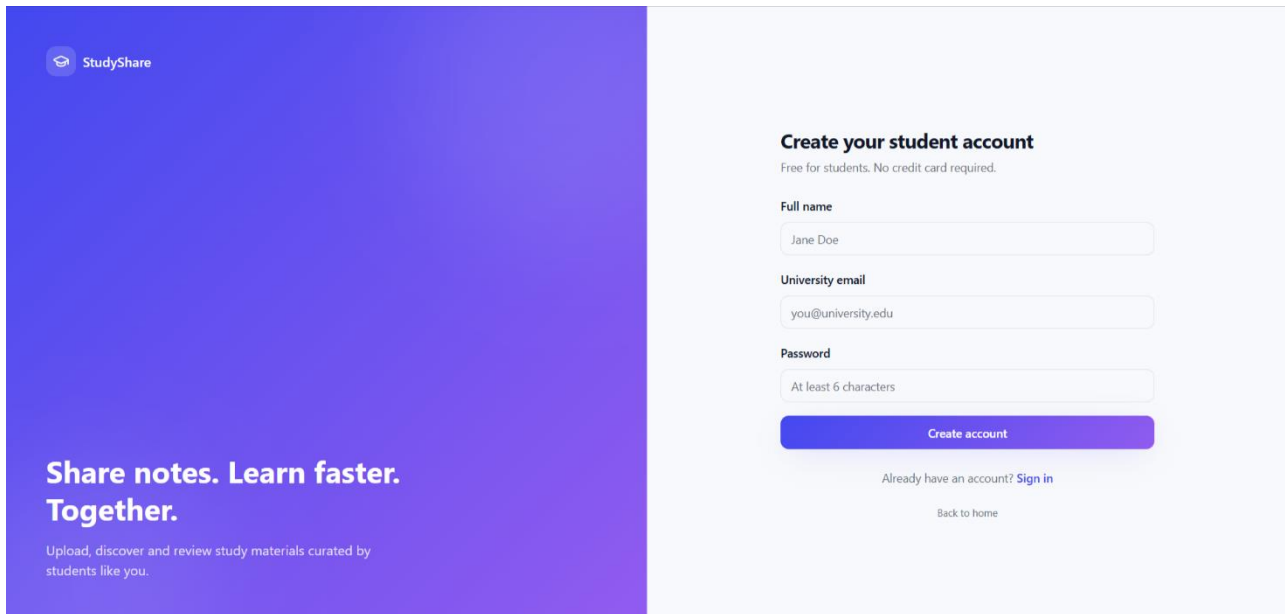 StudyShare
Share notes. Learn faster.
Together.
Upload, discover and review study materials curated by
students like you.
Create your student account
Free for students. No credit card required.
Full name
Jane Doe
University email
you@university.edu
Password
At least 6 characters
Create account
Already have an account? Sign in
Back to home